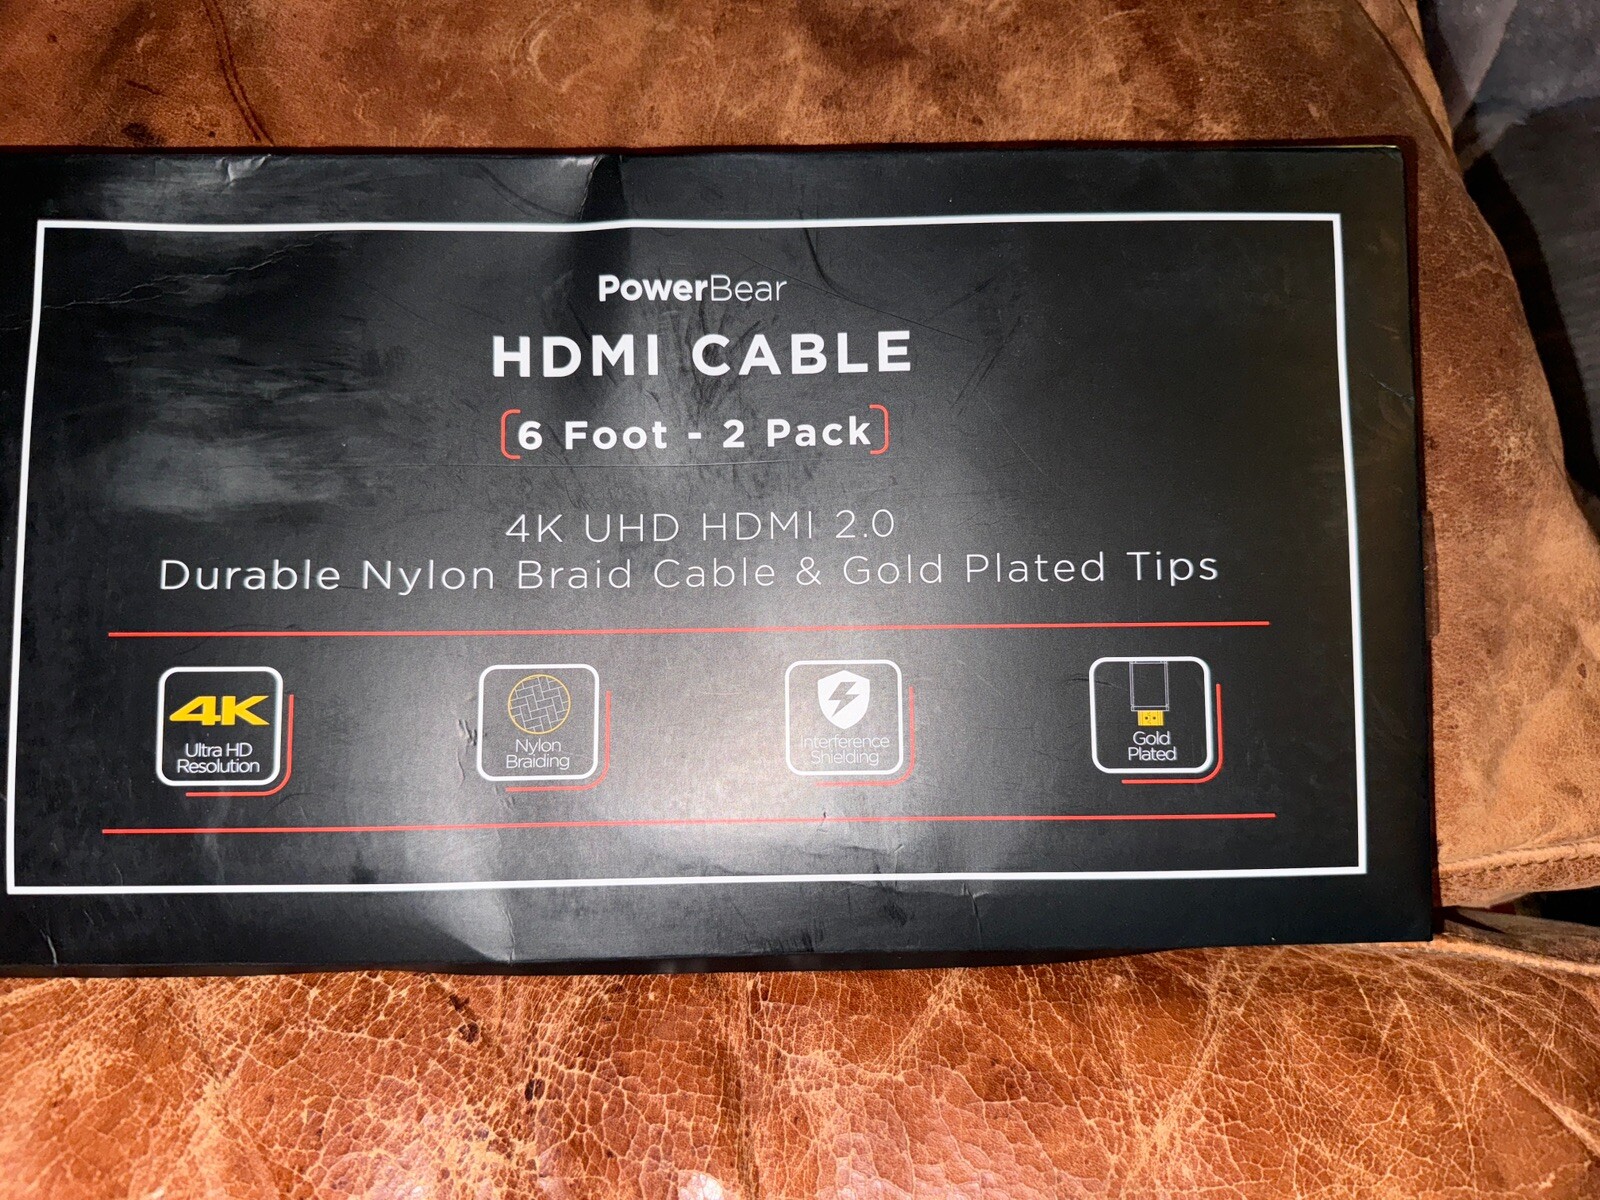 PowerBear
HDMI CABLE
6 Foot - 2 Pack
4K UHD HDMI 2.0
Durable Nylon Braid Cable & Gold Plated Tips
4K
Ultra HD
Resolution
Nylon
Braiding
Interference
Shielding
Gold
Plated